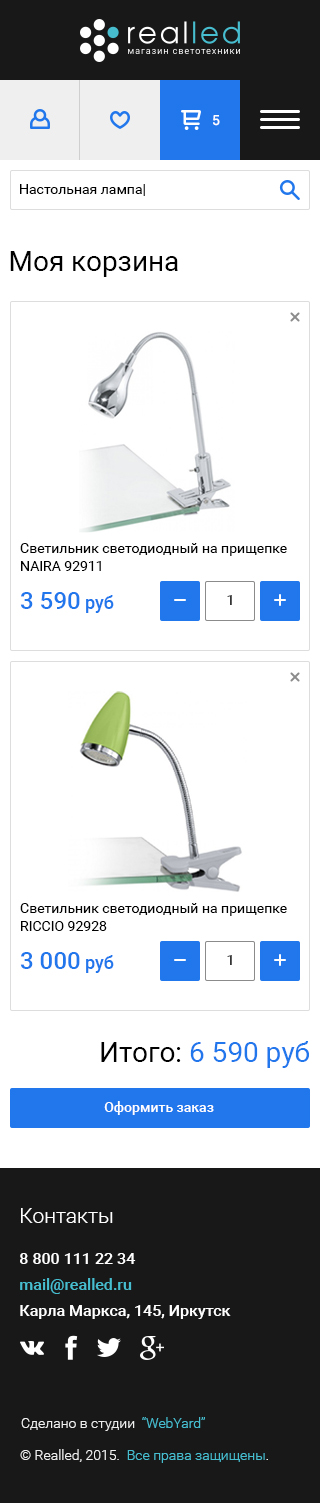 realled
магазин светотехники
5
Настольная лампа|
Моя корзина
Светильник светодиодный на прищепке
NAIRA 92911
3 590 руб
− 1 +
Светильник светодиодный на прищепке
RICCIO 92928
3 000 руб
− 1 +
Итого: 6 590 руб
Оформить заказ
Контакты
8 800 111 22 34
mail@realled.ru
Карла Маркса, 145, Иркутск
Сделано в студии “WebYard”
© Realled, 2015. Все права защищены.